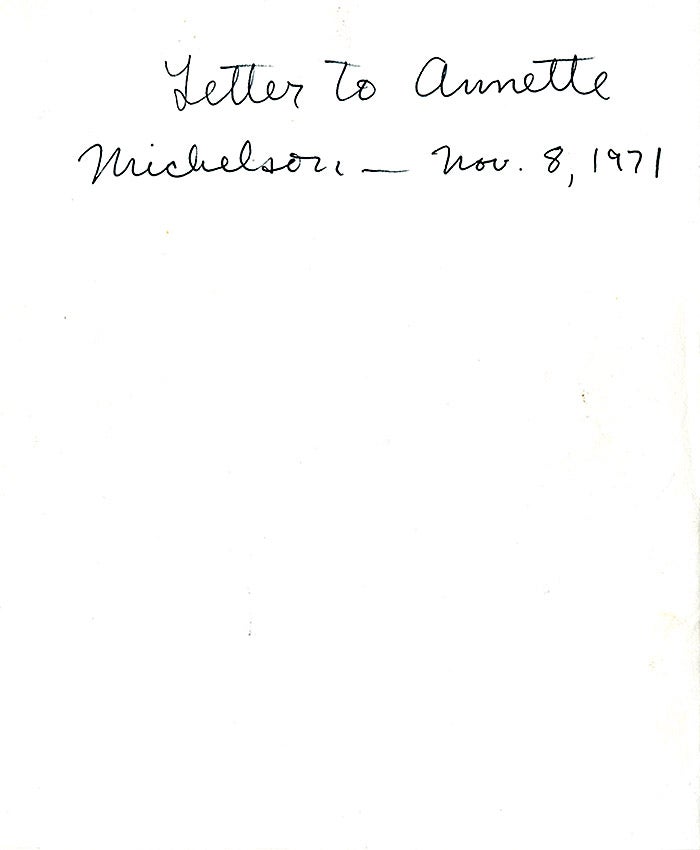 Letter to Annette
Michelson — Nov. 8, 1971